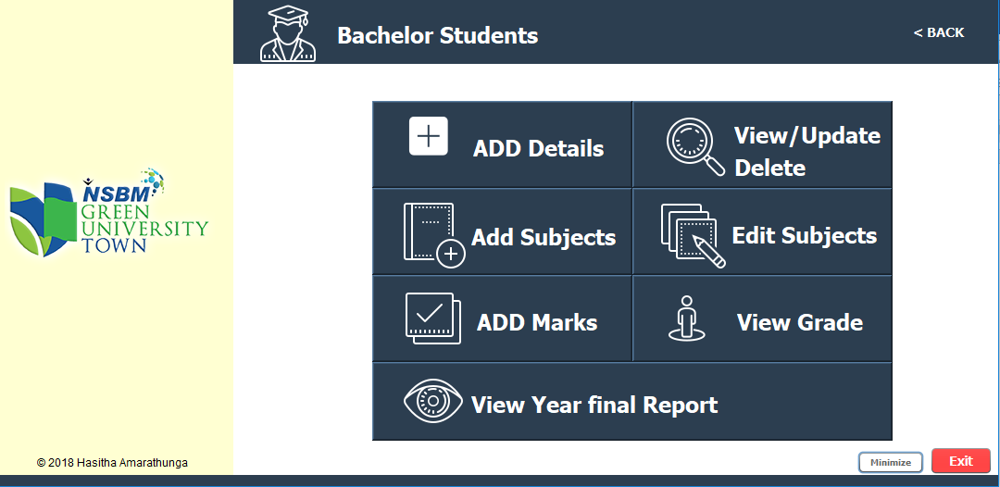 Bachelor Students
< BACK
ADD Details
View/Update
Delete
Add Subjects
Edit Subjects
ADD Marks
View Grade
View Year final Report
NSBM
GREEN
UNIVERSITY
TOWN
© 2018 Hasitha Amarathunga
Minimize
Exit